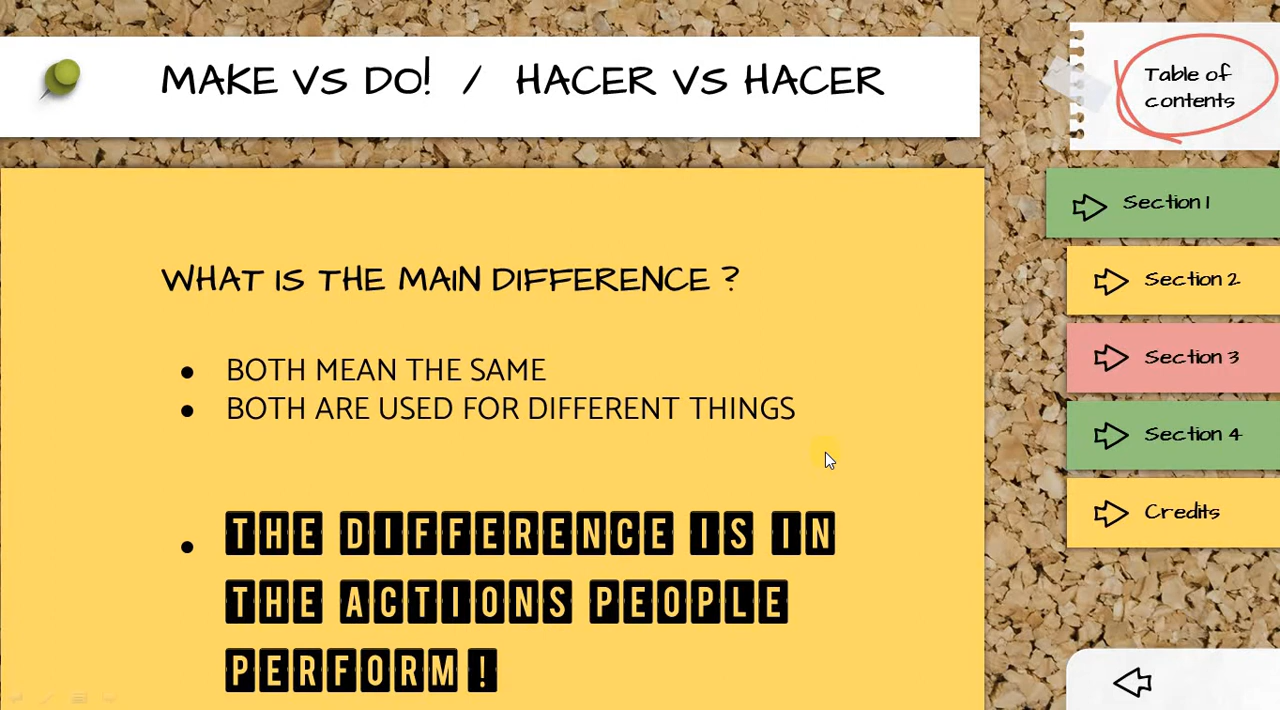 MAKE VS DO! / HACER VS HACER
Table of
contents
Section 1
WHAT IS THE MAIN DIFFERENCE ?
Section 2
Section 3
• BOTH MEAN THE SAME
• BOTH ARE USED FOR DIFFERENT THINGS
Section 4
Credits
• THE DIFFERENCE IS IN
THE ACTIONS PEOPLE
PERFORM!